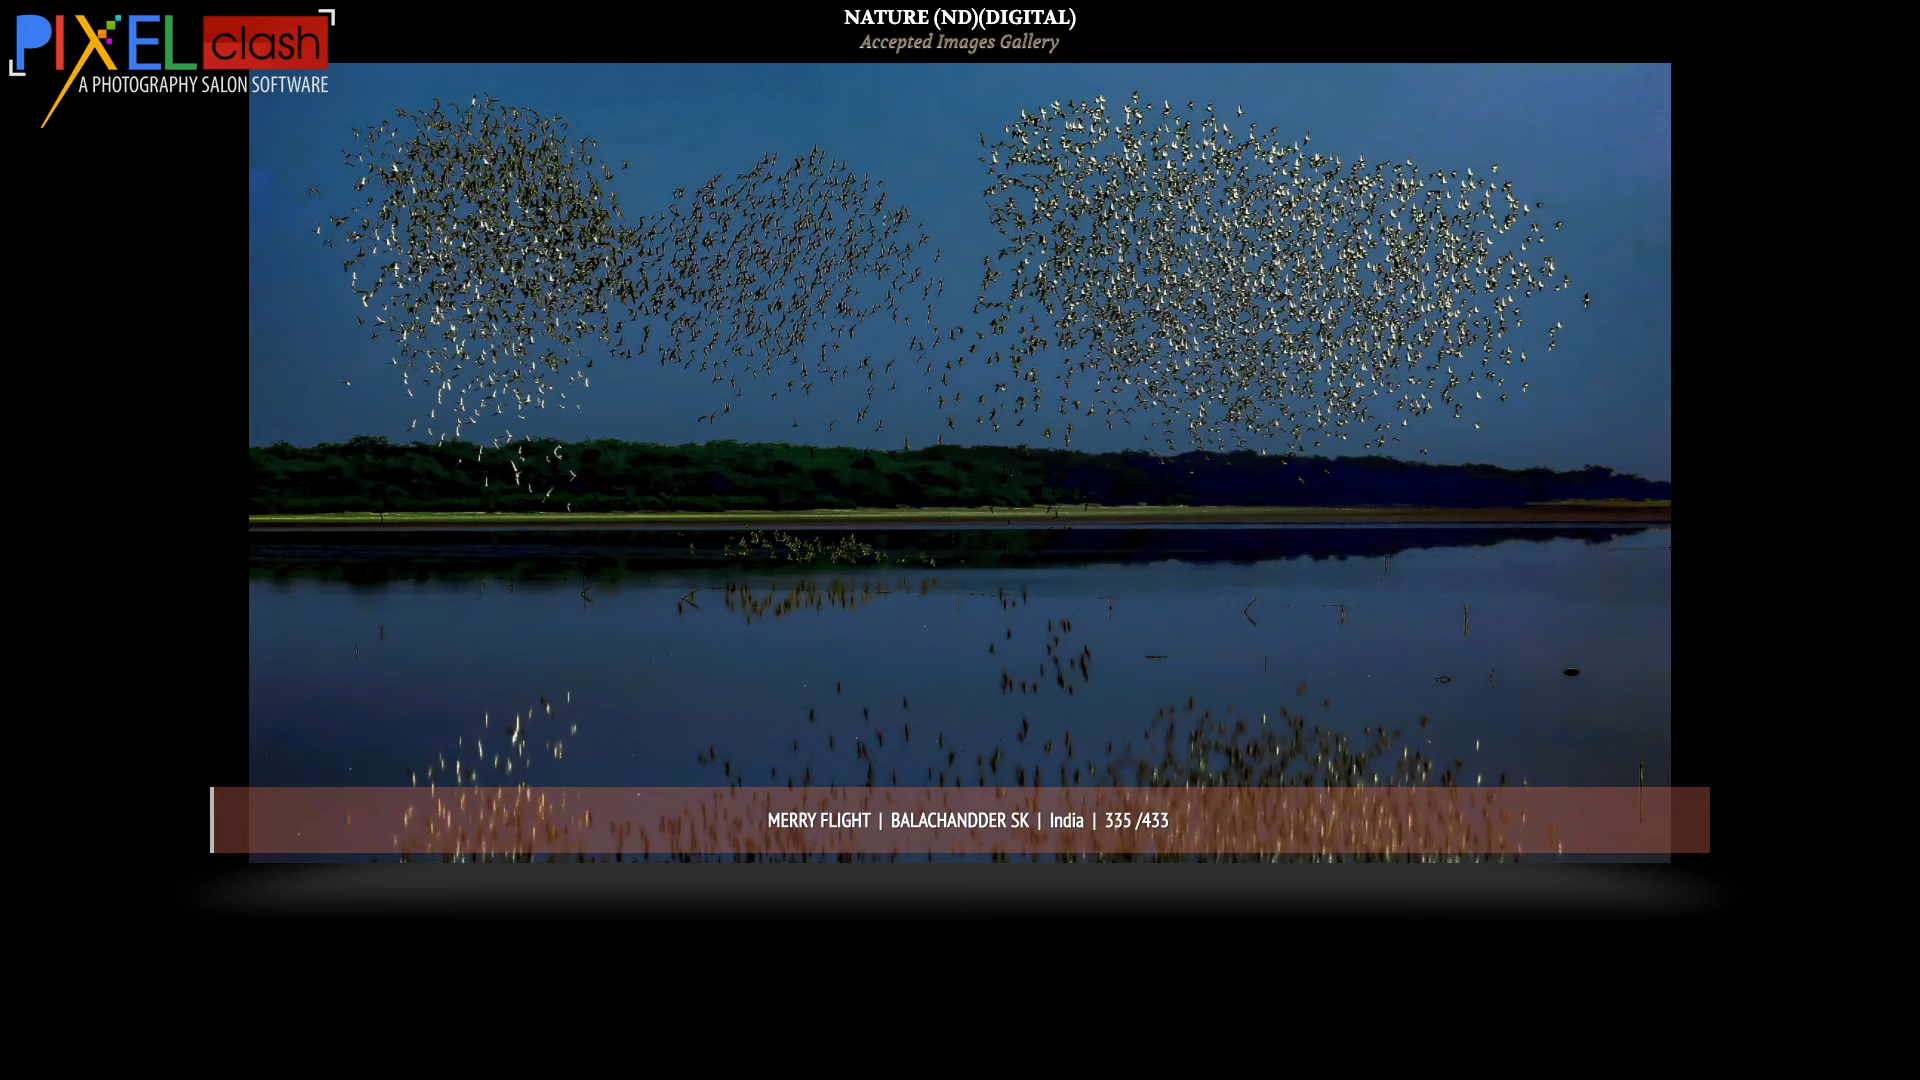 PIXEL clash
A PHOTOGRAPHY SALON SOFTWARE
NATURE (ND)(DIGITAL)
Accepted Images Gallery
MERRY FLIGHT | BALACHANDDER SK | India | 335 /433